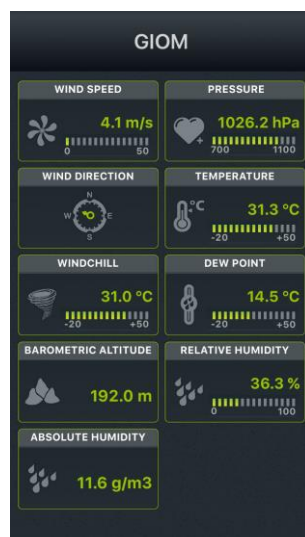 GIOM
WIND SPEED
4.1 m/s
0 50
PRESSURE
1026.2 hPa
700 1100
WIND DIRECTION
N
W E
S
TEMPERATURE
°C
31.3 °C
-20 +50
WINDCHILL
31.0 °C
-20 +50
DEW POINT
14.5 °C
-20 +50
BAROMETRIC ALTITUDE
192.0 m
RELATIVE HUMIDITY
36.3 %
0 100
ABSOLUTE HUMIDITY
11.6 g/m3